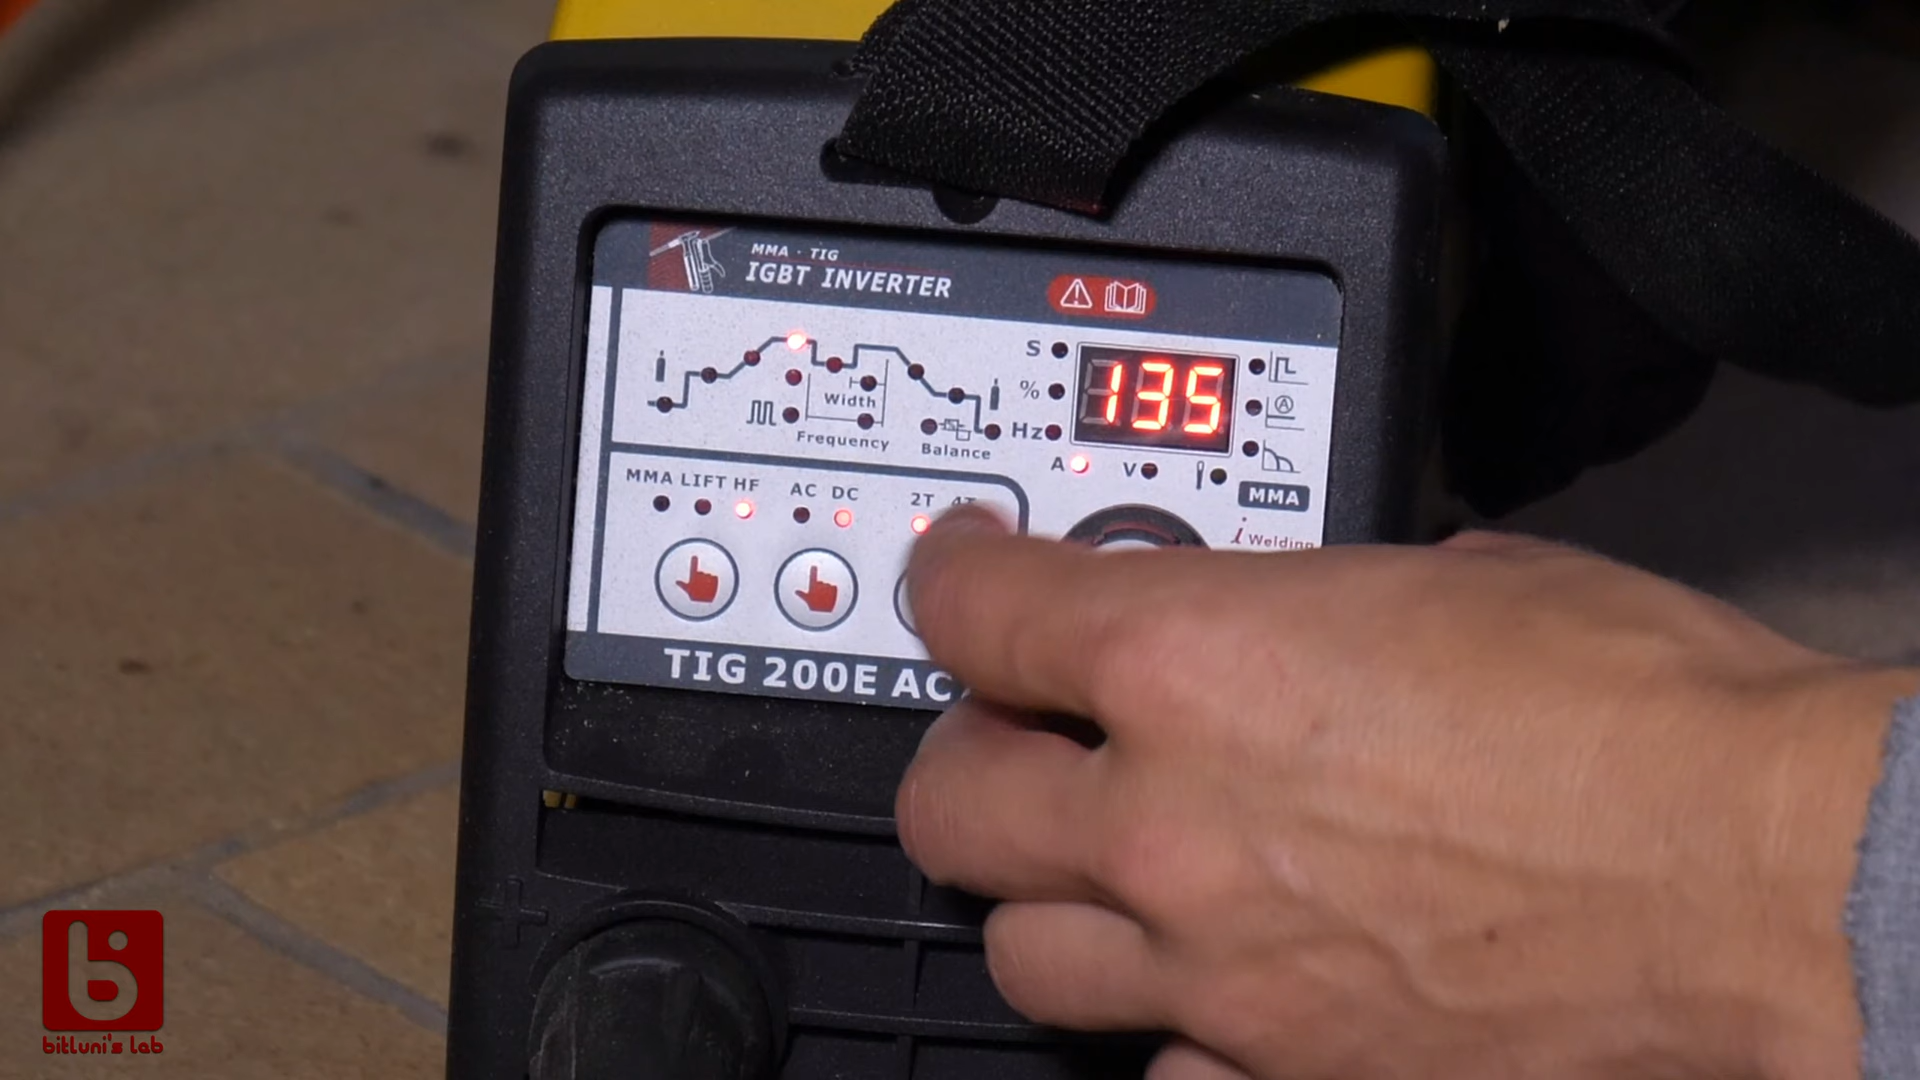 MMA · TIG
IGBT INVERTER
S
135
%
Width
Hz
Frequency
Balance
A V
MMA LIFT HF AC DC 2T 4T
MMA
i Welding
TIG 200E AC
+
b
bitluni's lab